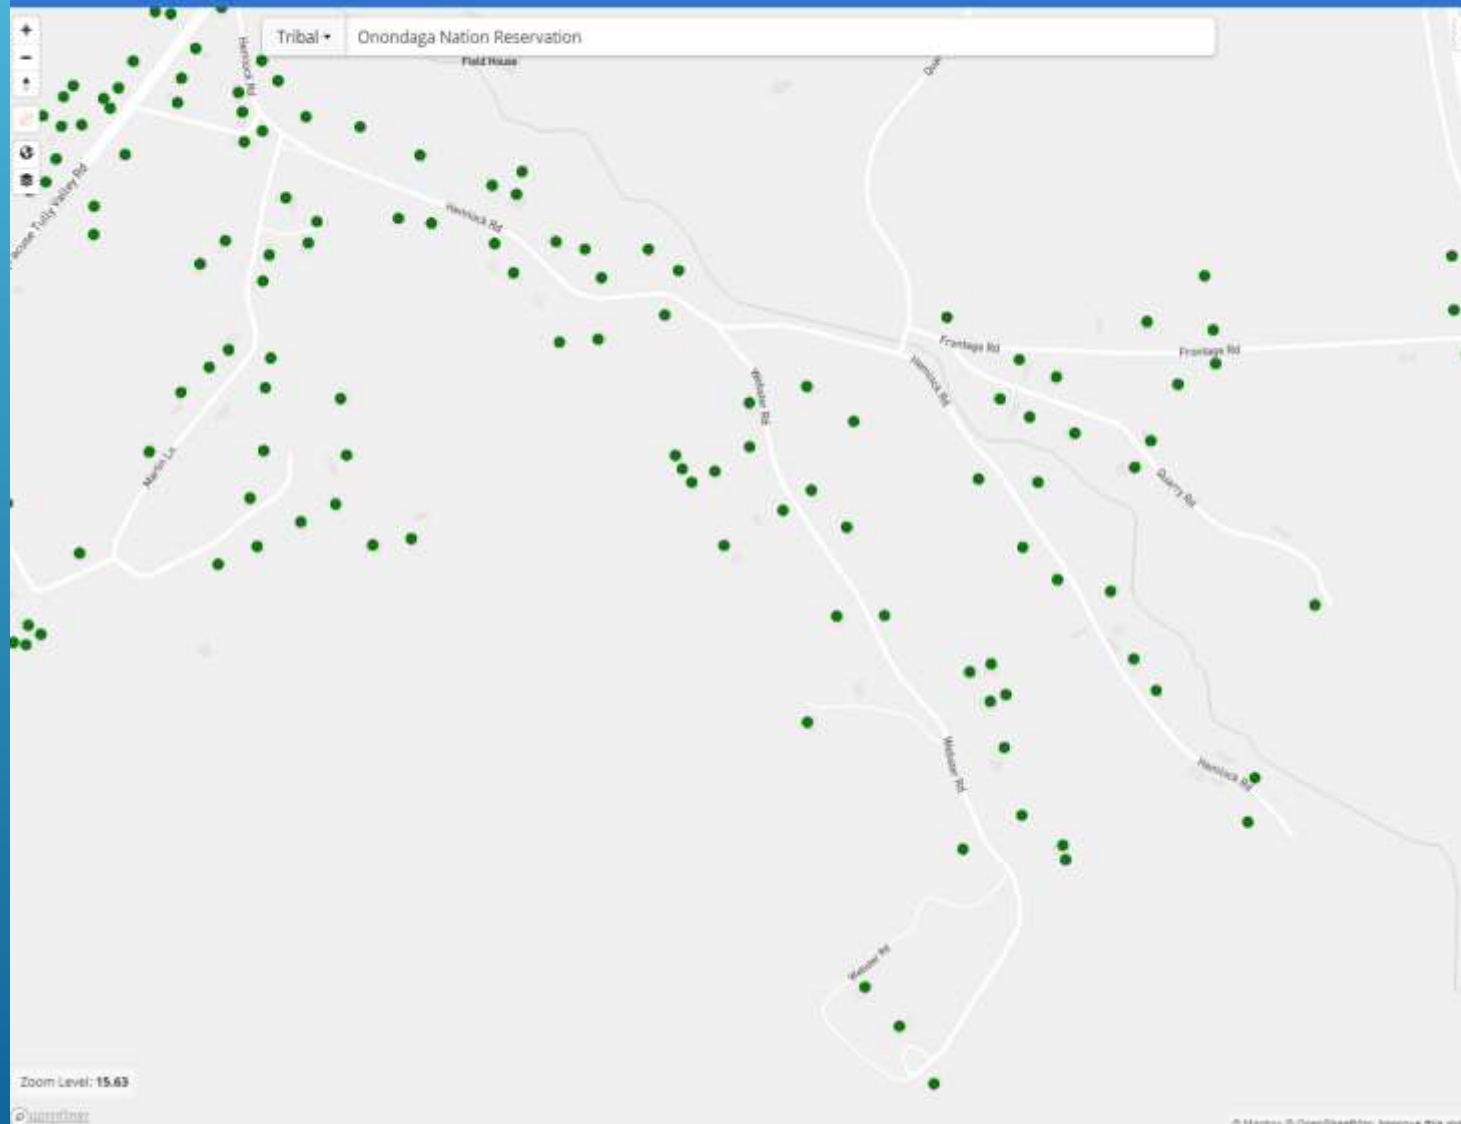 Tribal
Onondaga Nation Reservation
Field House
Hemlock Rd
Tully Valley Rd
Hemlock Rd
Frontage Rd
Frontage Rd
Hemlock Rd
Webster Rd
Martin Ln
Quarry Rd
Webster Rd
Hemlock Rd
Webster Rd
Zoom Level: 15.63